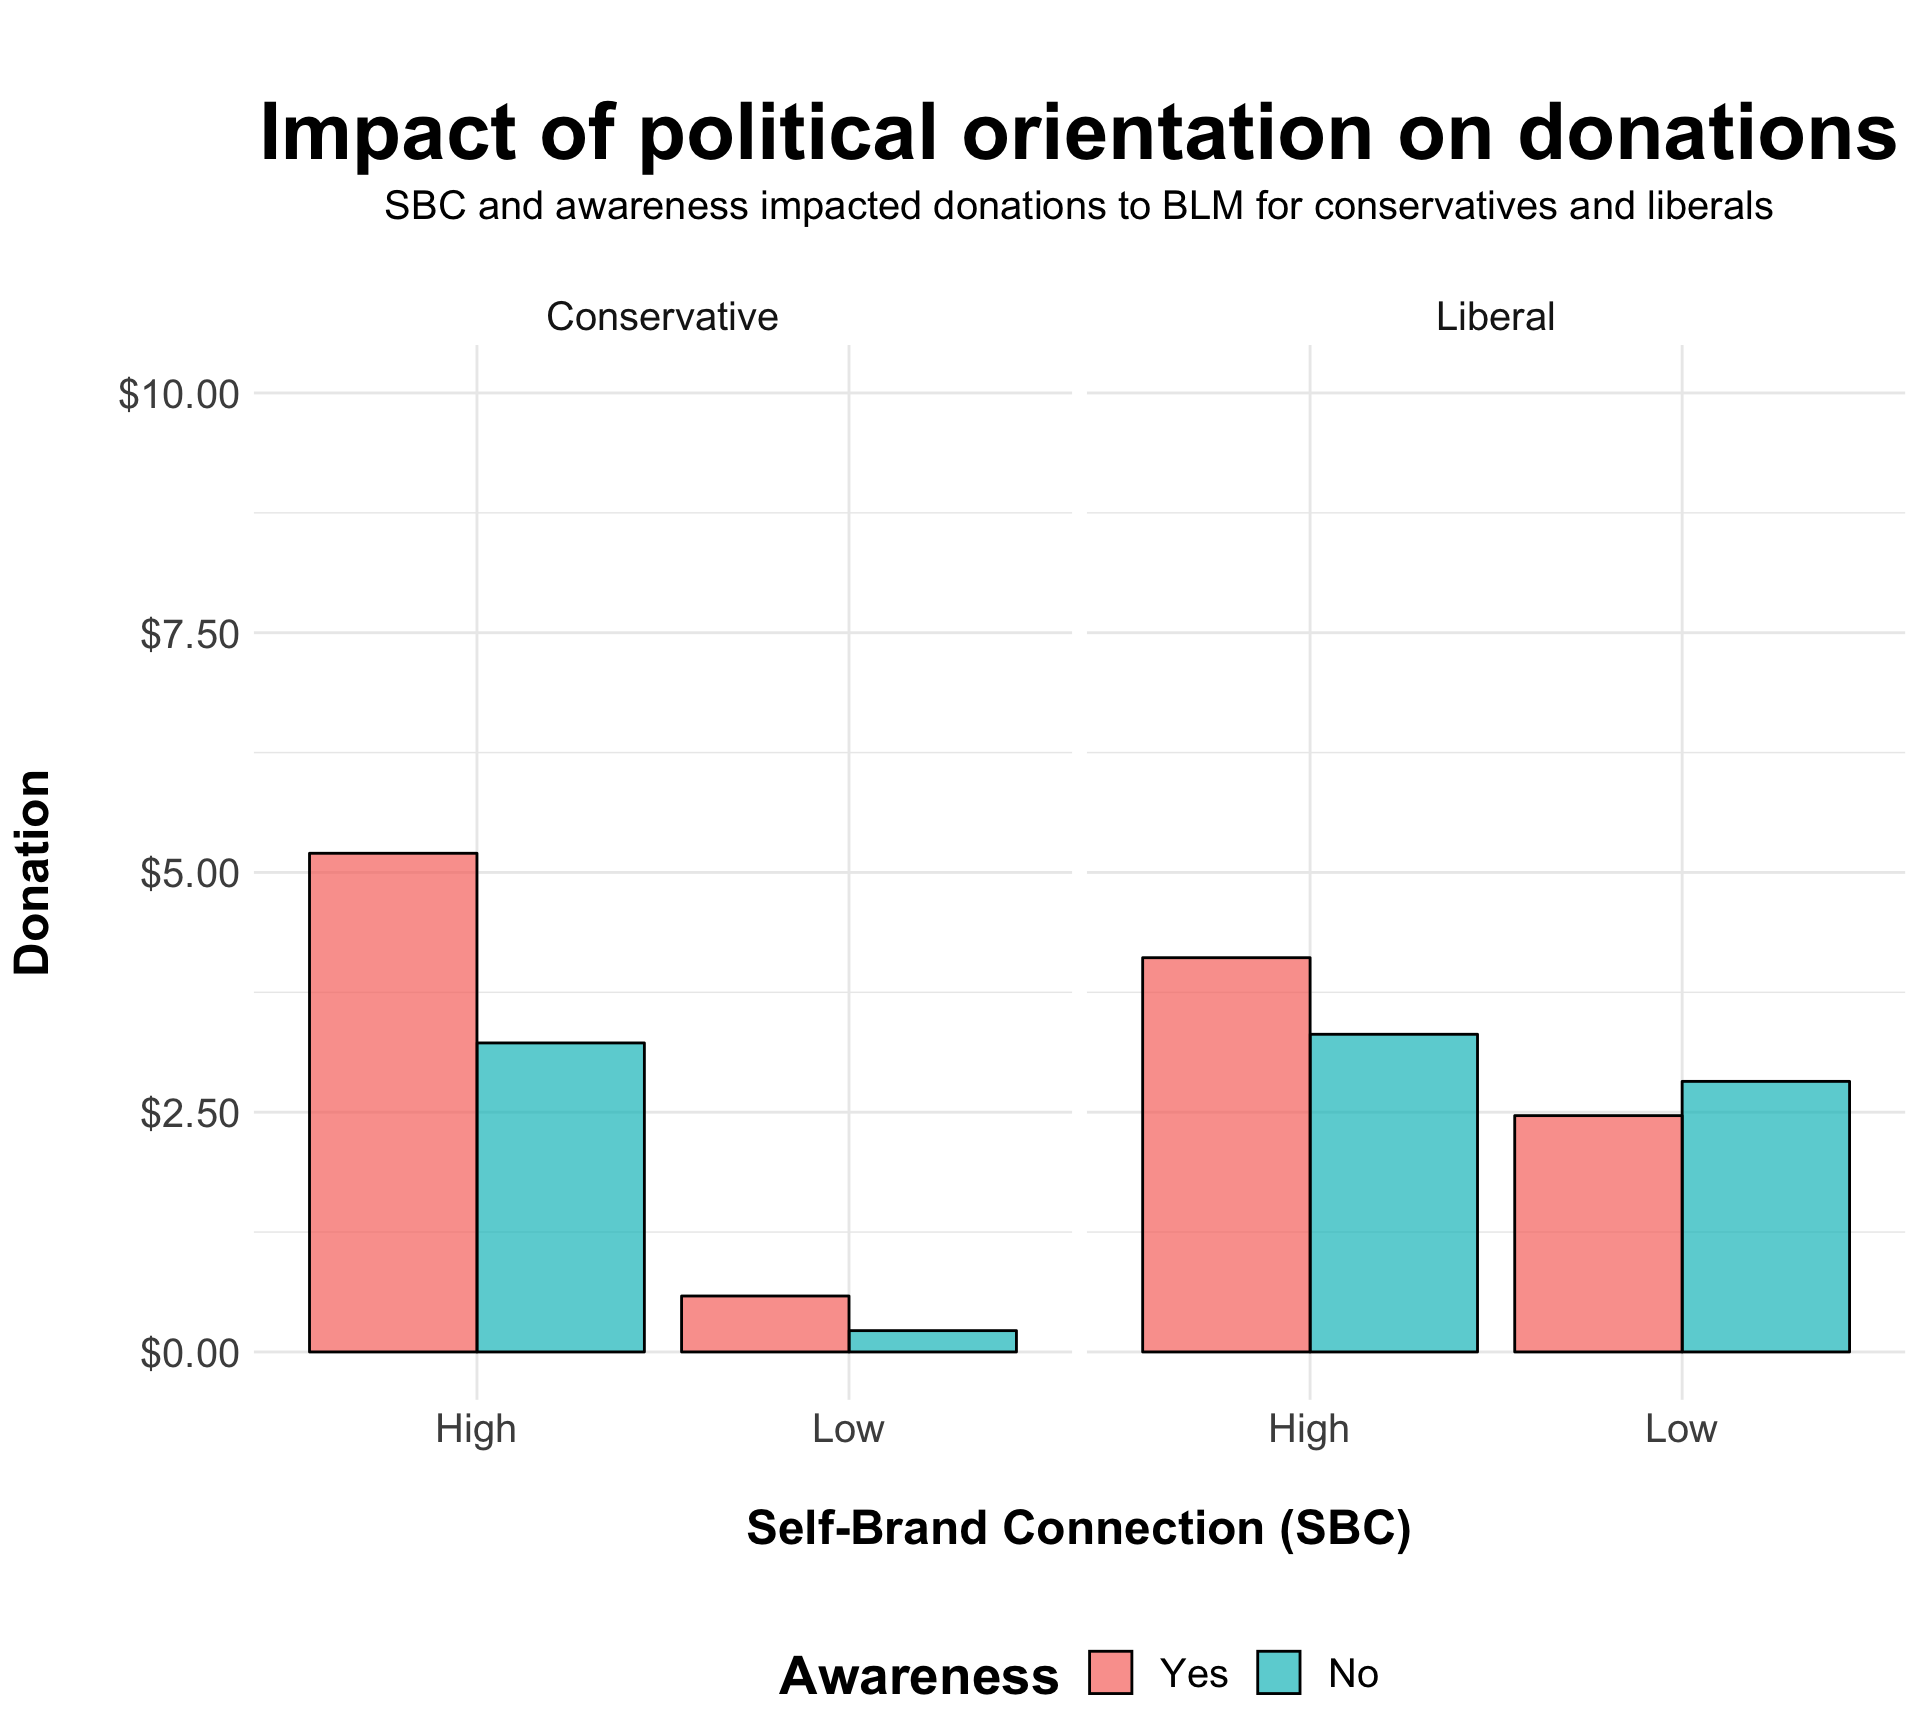 Impact of political orientation on donations
SBC and awareness impacted donations to BLM for conservatives and liberals
Conservative
Liberal
$10.00
$7.50
$5.00
$2.50
$0.00
Donation
High
Low
High
Low
Self-Brand Connection (SBC)
Awareness Yes No